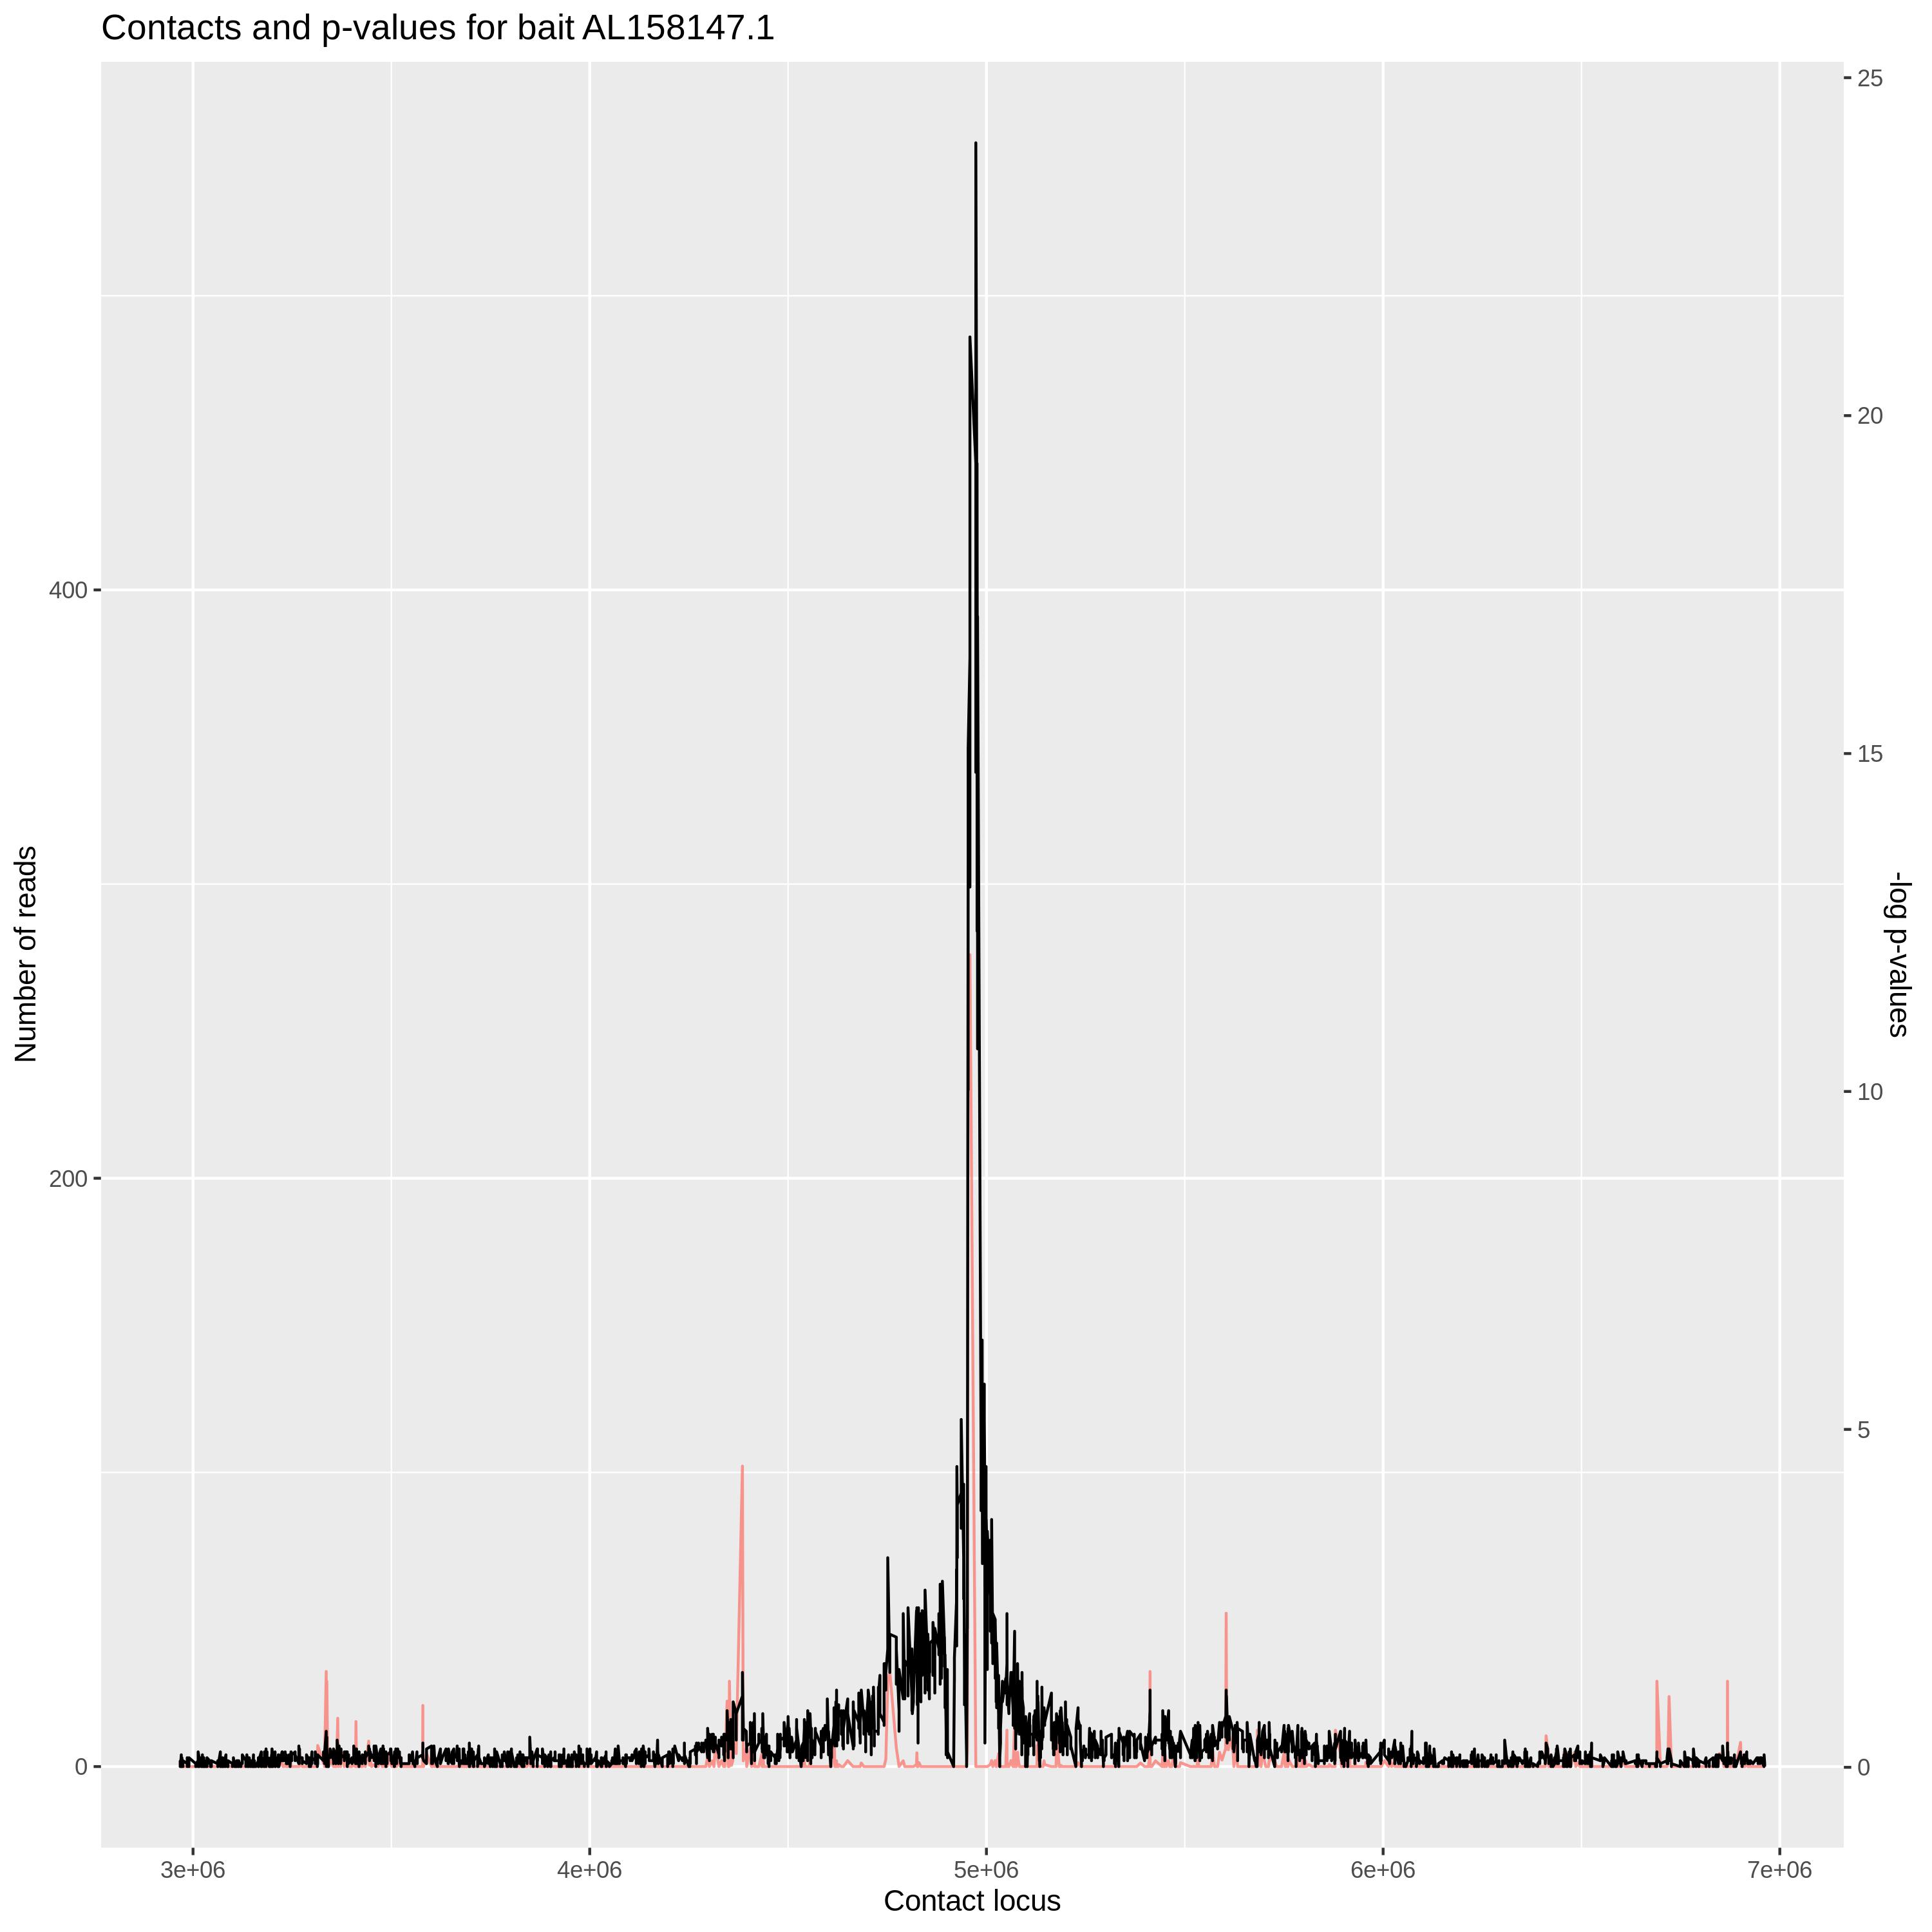 Contacts and p-values for bait AL158147.1
Number of reads
400
200
0
25
20
15
10
5
0
-log p-values
3e+06
4e+06
5e+06
6e+06
7e+06
Contact locus